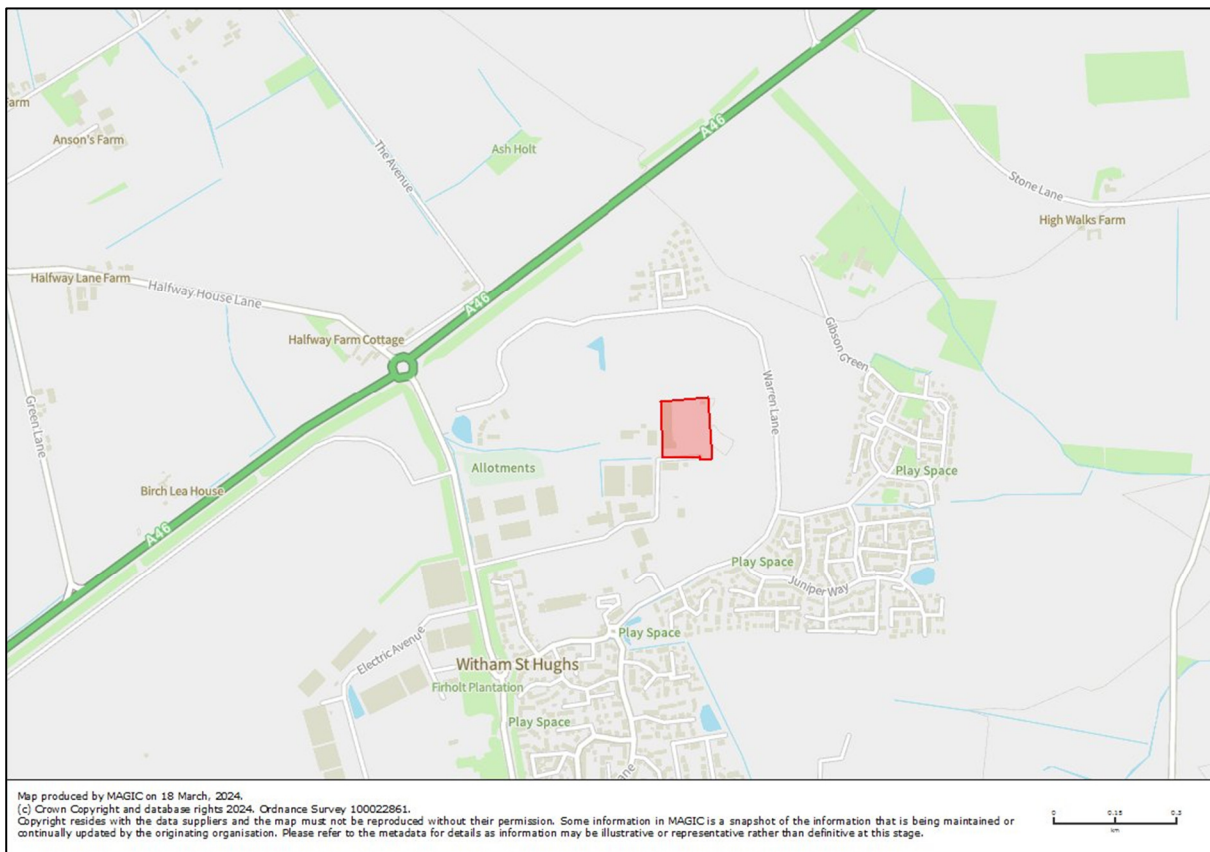 A46
Stone Lane
Anson's Farm
The Avenue
Ash Holt
High Walks Farm
Halfway Lane Farm
Halfway House Lane
A46
Halfway Farm Cottage
Gibson Green
Warren Lane
Green Lane
Allotments
Play Space
Birch Lea House
A46
Play Space
Juniper Way
Electric Avenue
Play Space
Witham St Hughs
Firholt Plantation
Play Space
Map produced by MAGIC on 18 March, 2024.
(c) Crown Copyright and database rights 2024. Ordnance Survey 100022861.
Copyright resides with the data suppliers and the map must not be reproduced without their permission. Some information in MAGIC is a snapshot of the information that is being maintained or
continually updated by the originating organisation. Please refer to the metadata for details as information may be illustrative or representative rather than definitive at this stage.
0 0.15 0.3
km